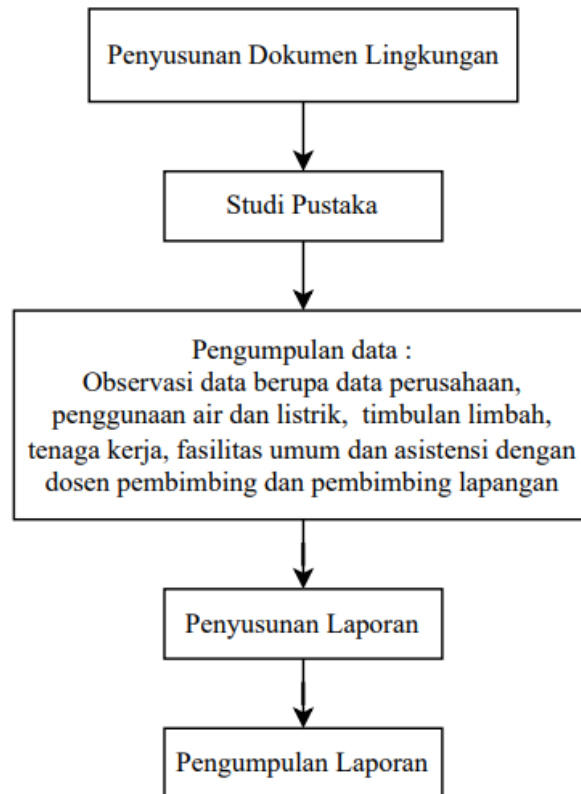 Penyusunan Dokumen Lingkungan
Studi Pustaka
Pengumpulan data :
Observasi data berupa data perusahaan,
penggunaan air dan listrik, timbulan limbah,
tenaga kerja, fasilitas umum dan asistensi dengan
dosen pembimbing dan pembimbing lapangan
Penyusunan Laporan
Pengumpulan Laporan